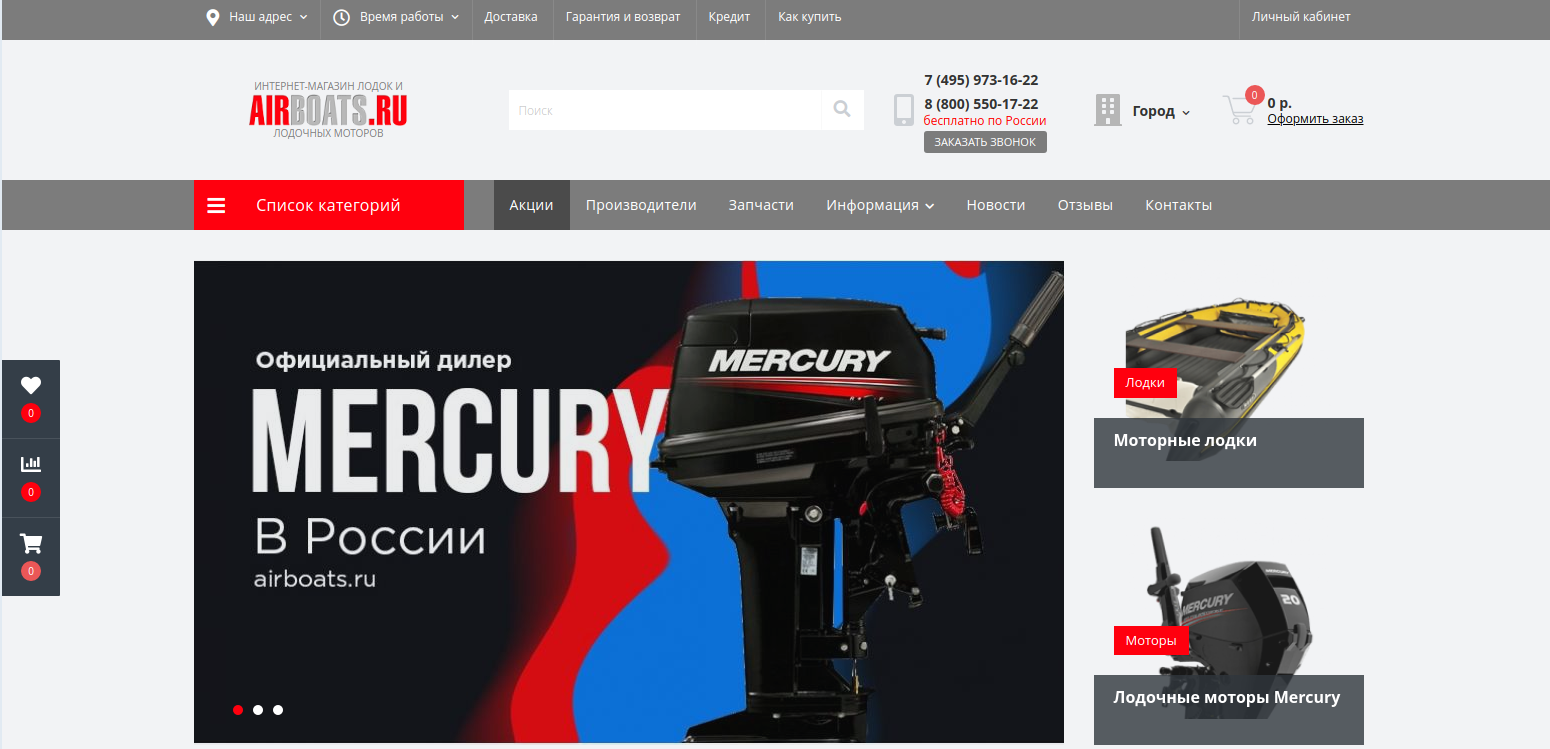 Наш адрес
Время работы
Доставка
Гарантия и возврат
Кредит
Как купить
Личный кабинет
ИНТЕРНЕТ-МАГАЗИН ЛОДОК И
AIRBOATS.RU
ЛОДОЧНЫХ МОТОРОВ
Поиск
7 (495) 973-16-22
8 (800) 550-17-22
бесплатно по России
ЗАКАЗАТЬ ЗВОНОК
Город
0
0 р.
Оформить заказ
Список категорий
Акции
Производители
Запчасти
Информация
Новости
Отзывы
Контакты
0
0
0
Официальный дилер
MERCURY
В России
airboats.ru
MERCURY
Лодки
Моторные лодки
MERCURY
20
Моторы
Лодочные моторы Mercury